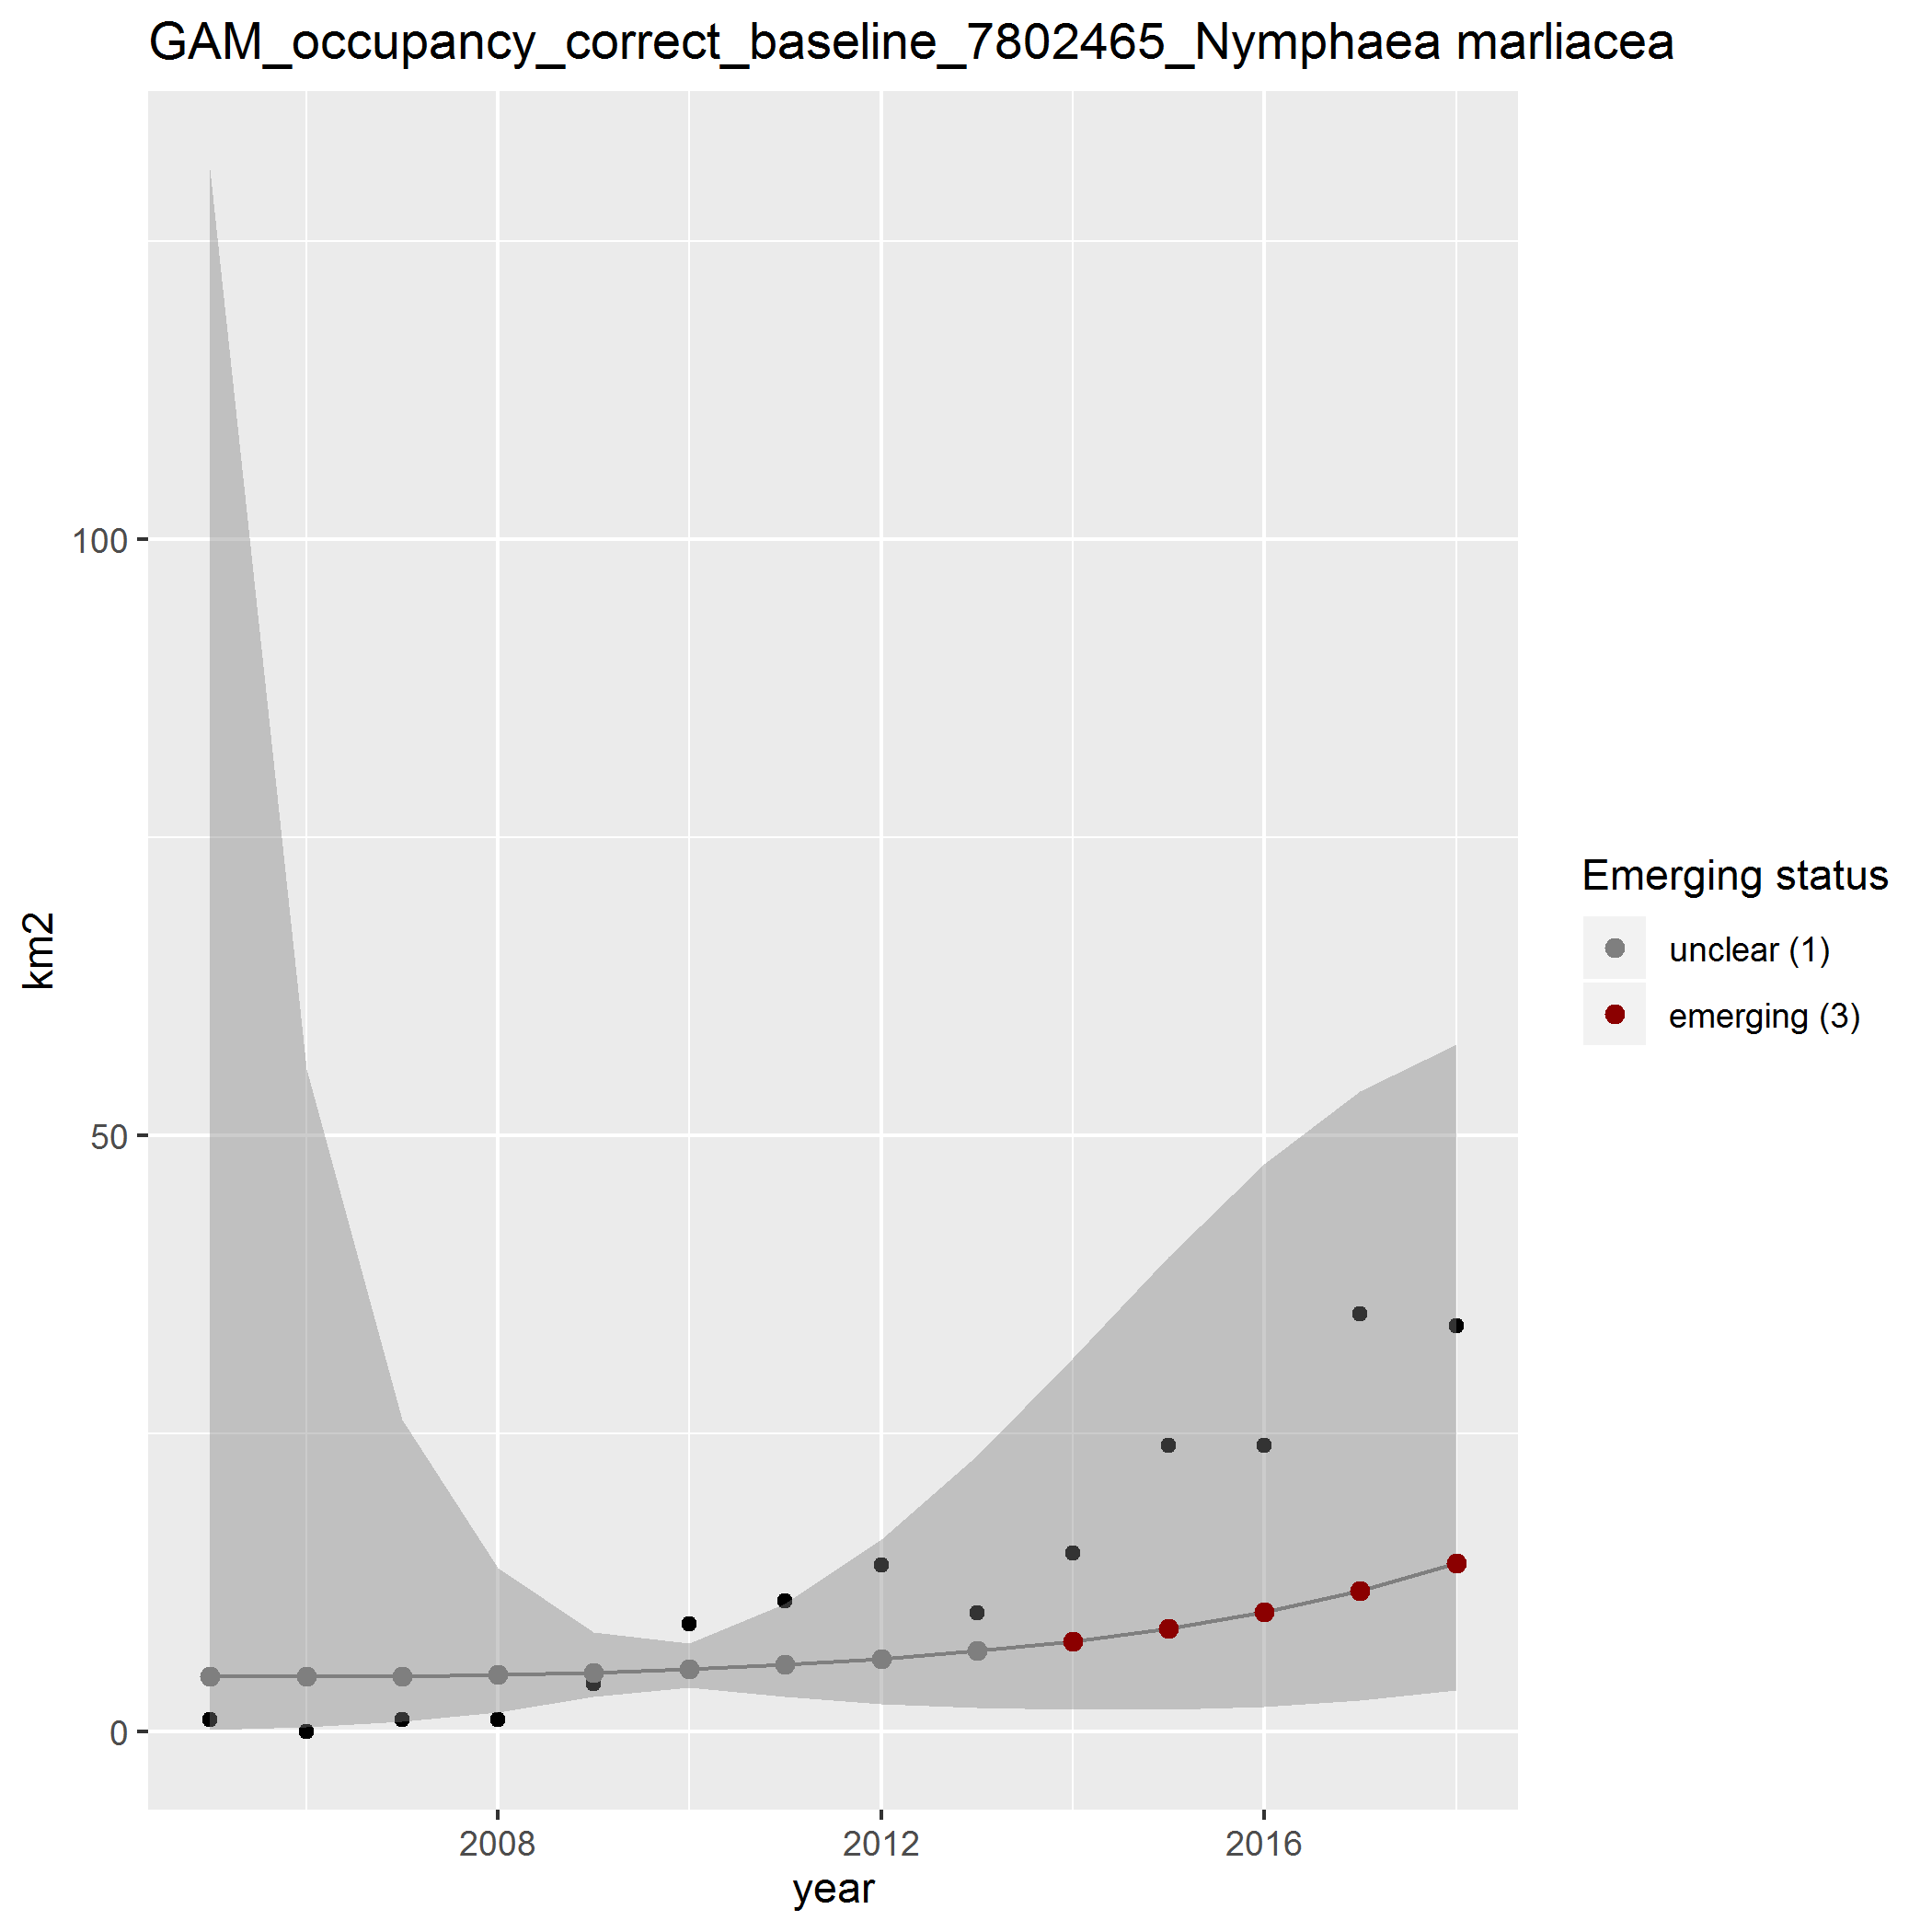 GAM_occupancy_correct_baseline_7802465_Nymphaea marliacea
100
50
0
km2
2008
2012
2016
year
Emerging status
unclear (1)
emerging (3)